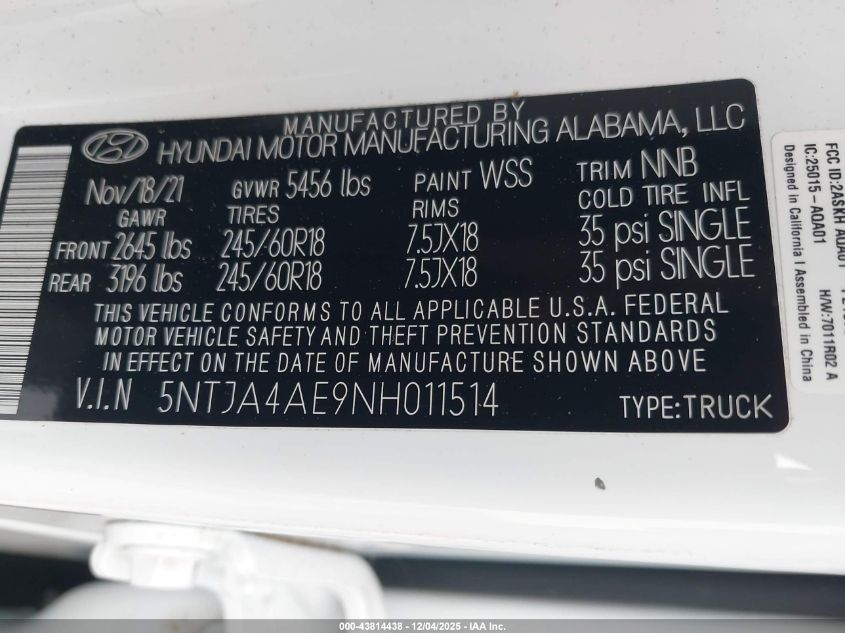 MANUFACTURED BY
HYUNDAI MOTOR MANUFACTURING ALABAMA, LLC
Nov/18/21 GVWR 5456 lbs PAINT WSS TRIM NNB
GAWR TIRES RIMS COLD TIRE INFL
FRONT 2645 lbs 245/60R18 7.5JX18 35 psi SINGLE
REAR 3196 lbs 245/60R18 7.5JX18 35 psi SINGLE
THIS VEHICLE CONFORMS TO ALL APPLICABLE U.S.A. FEDERAL
MOTOR VEHICLE SAFETY AND THEFT PREVENTION STANDARDS
IN EFFECT ON THE DATE OF MANUFACTURE SHOWN ABOVE
V.I.N 5NTJA4AE9NH011514 TYPE:TRUCK
FCC ID:2ASKH AQA01
IC:25015-AQA01 H/W:7011R02 A
Designed in California I Assembled in China
000-43814438 - 12/04/2025 - IAA Inc.